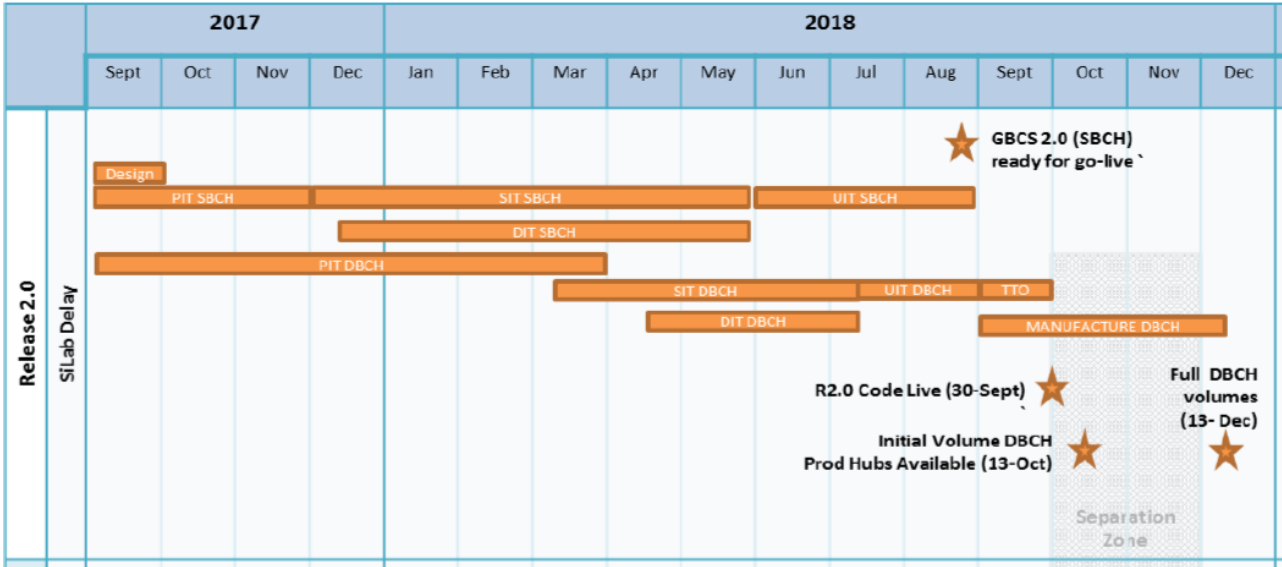 2017
2018
Sept Oct Nov Dec Jan Feb Mar Apr May Jun Jul Aug Sept Oct Nov Dec
Release 2.0
SiLab Delay
GBCS 2.0 (SBCH)
ready for go-live `
Design
PIT SBCH
SIT SBCH
UIT SBCH
DIT SBCH
PIT DBCH
SIT DBCH
UIT DBCH
TTO
DIT DBCH
MANUFACTURE DBCH
R2.0 Code Live (30-Sept)
`
Full DBCH
volumes
(13- Dec)
Initial Volume DBCH
Prod Hubs Available (13-Oct)
Separation
Zone